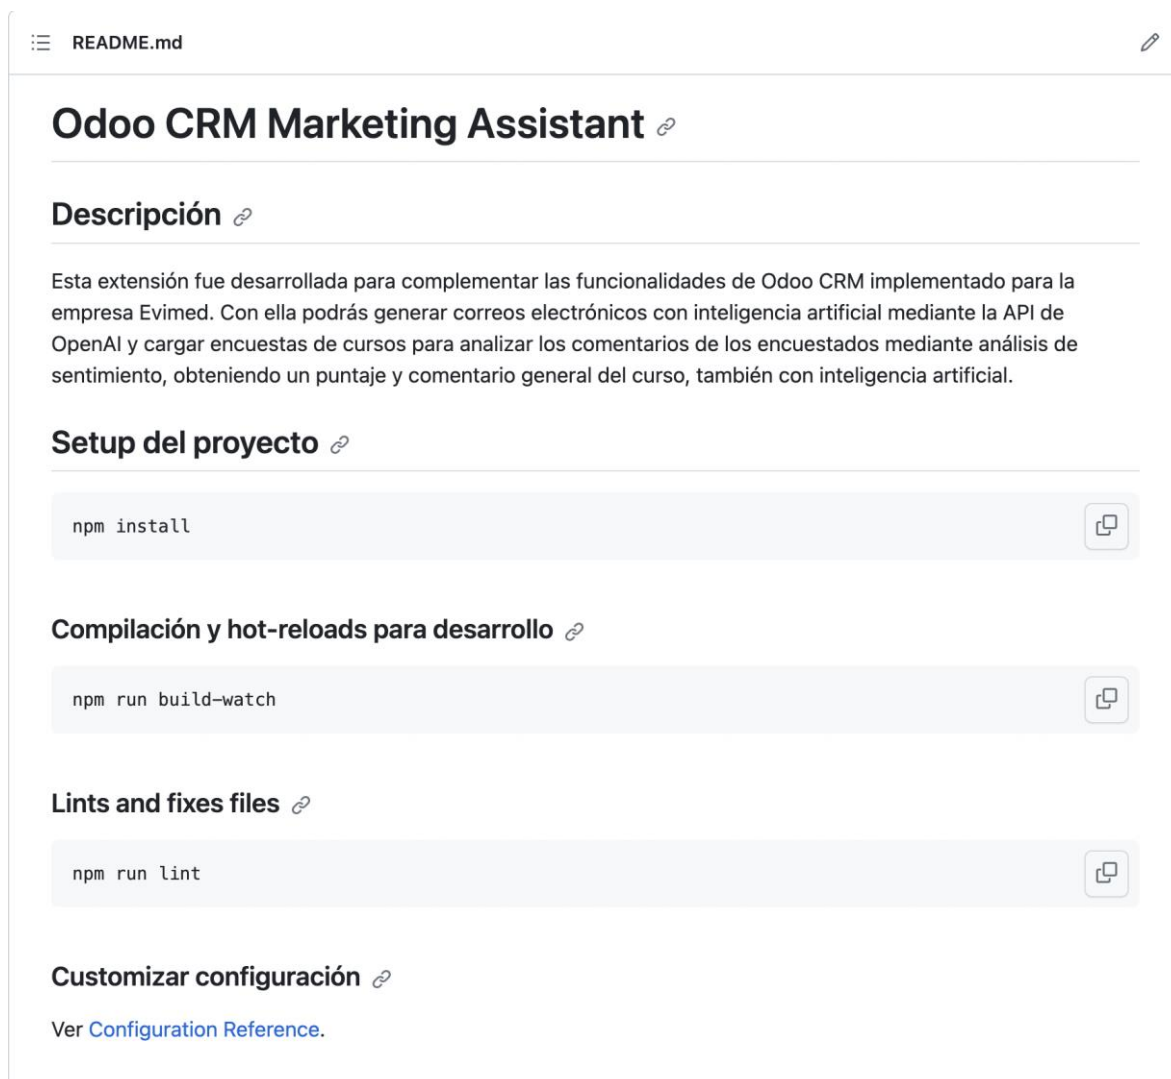 README.md
Odoo CRM Marketing Assistant
Descripción
Esta extensión fue desarrollada para complementar las funcionalidades de Odoo CRM implementado para la
empresa Evimed. Con ella podrás generar correos electrónicos con inteligencia artificial mediante la API de
OpenAI y cargar encuestas de cursos para analizar los comentarios de los encuestados mediante análisis de
sentimiento, obteniendo un puntaje y comentario general del curso, también con inteligencia artificial.
Setup del proyecto
npm install
Compilación y hot-reloads para desarrollo
npm run build-watch
Lints and fixes files
npm run lint
Customizar configuración
Ver Configuration Reference.